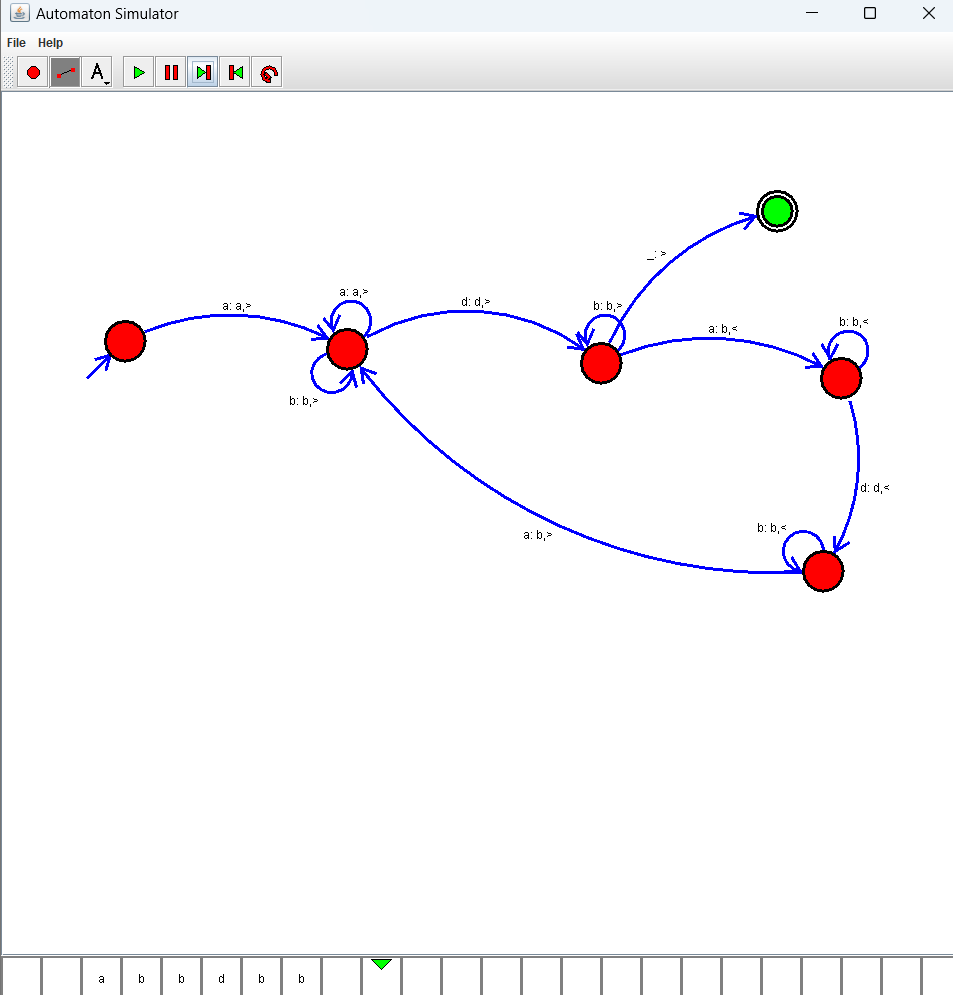 Automaton Simulator
File Help
A
_: >
a: a,>
a: a,>
d: d,>
b: b,>
a: b,<
b: b,<
b: b,>
d: d,<
b: b,<
a: b,>
a b b d b b